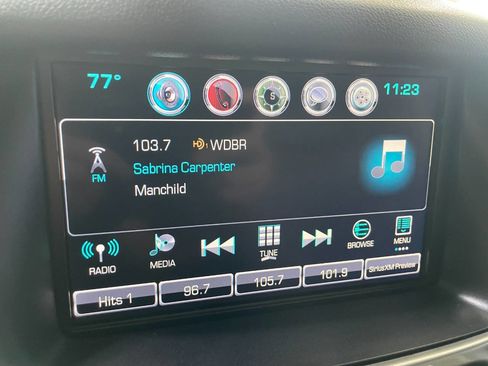 77° S 11:23
103.7 HD1 WDBR
Sabrina Carpenter
FM
Manchild
RADIO MEDIA TUNE BROWSE MENU
Hits 1 96.7 105.7 101.9 SiriusXM Preview